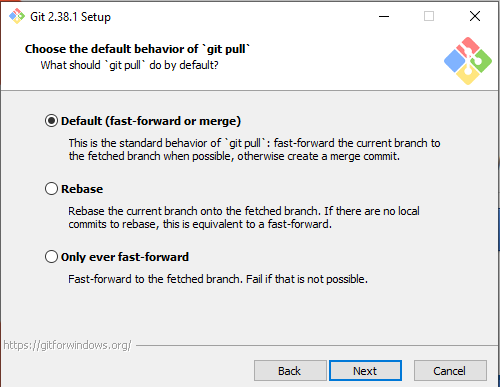 Git 2.38.1 Setup
Choose the default behavior of `git pull`
What should `git pull` do by default?
Default (fast-forward or merge)
This is the standard behavior of `git pull`: fast-forward the current branch to
the fetched branch when possible, otherwise create a merge commit.
Rebase
Rebase the current branch onto the fetched branch. If there are no local
commits to rebase, this is equivalent to a fast-forward.
Only ever fast-forward
Fast-forward to the fetched branch. Fail if that is not possible.
https://gitforwindows.org/
Back Next Cancel